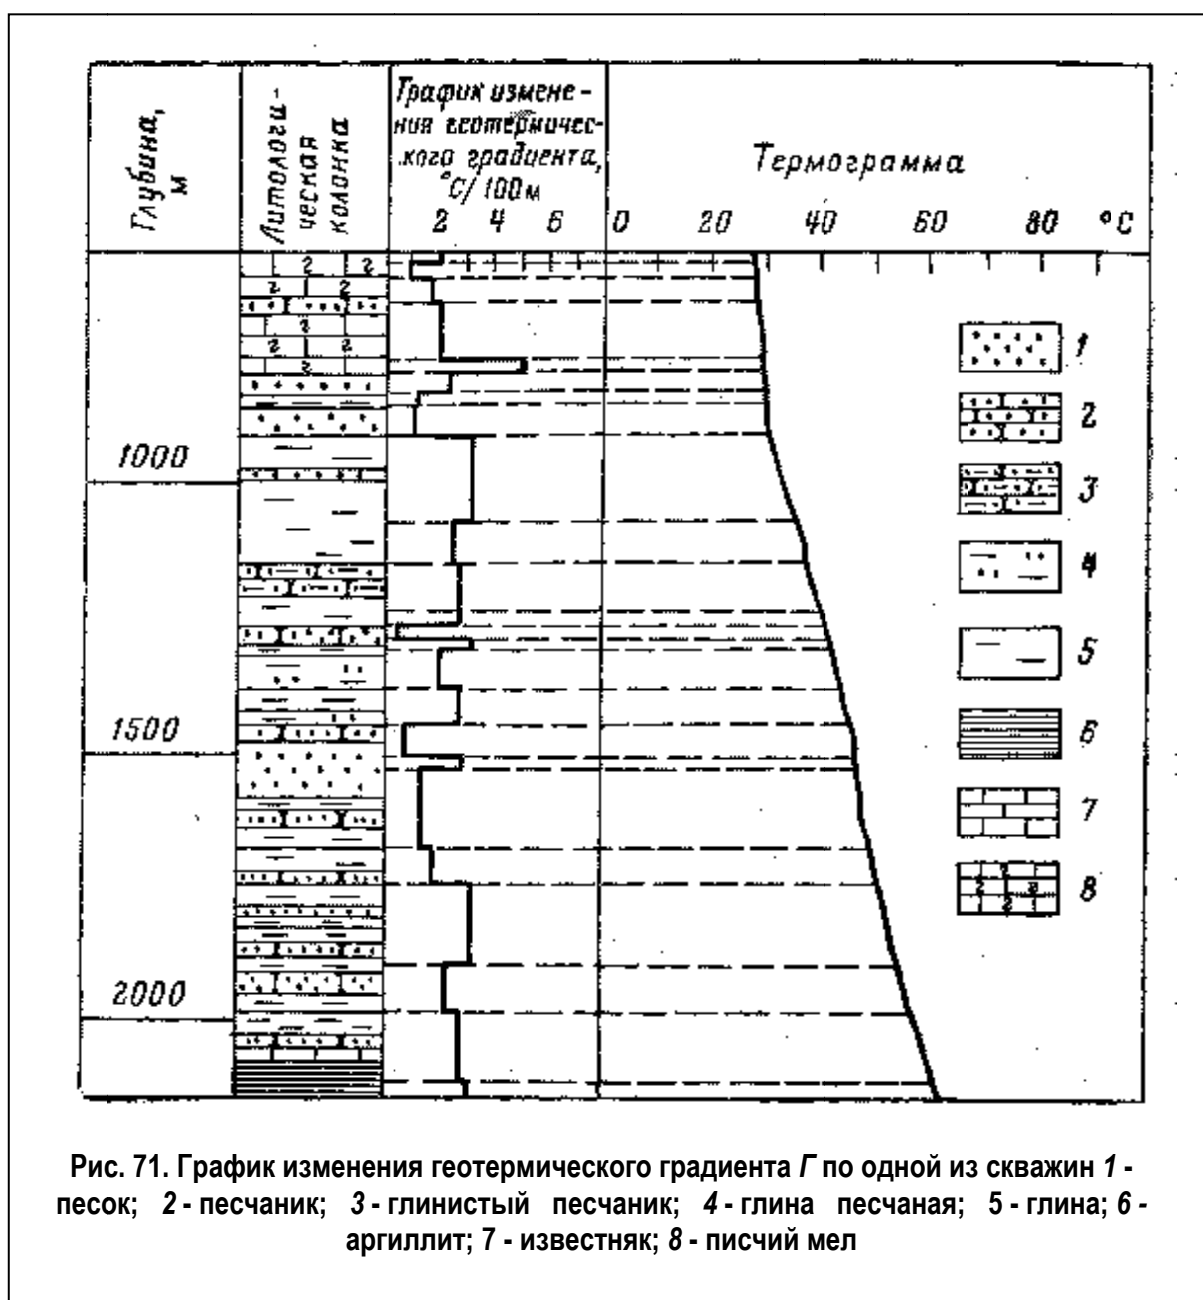 Глубина,
м
Литологи-
ческая
колонка
График измене-
ния геотермичес-
кого градиента,
°С/100м
2 4 6
Термограмма
0 20 40 60 80 °С
1000
1500
2000
1
2
3
4
5
6
7
8
Рис. 71. График изменения геотермического градиента Г по одной из скважин 1 -
песок; 2 - песчаник; 3 - глинистый песчаник; 4 - глина песчаная; 5 - глина; 6 -
аргиллит; 7 - известняк; 8 - писчий мел